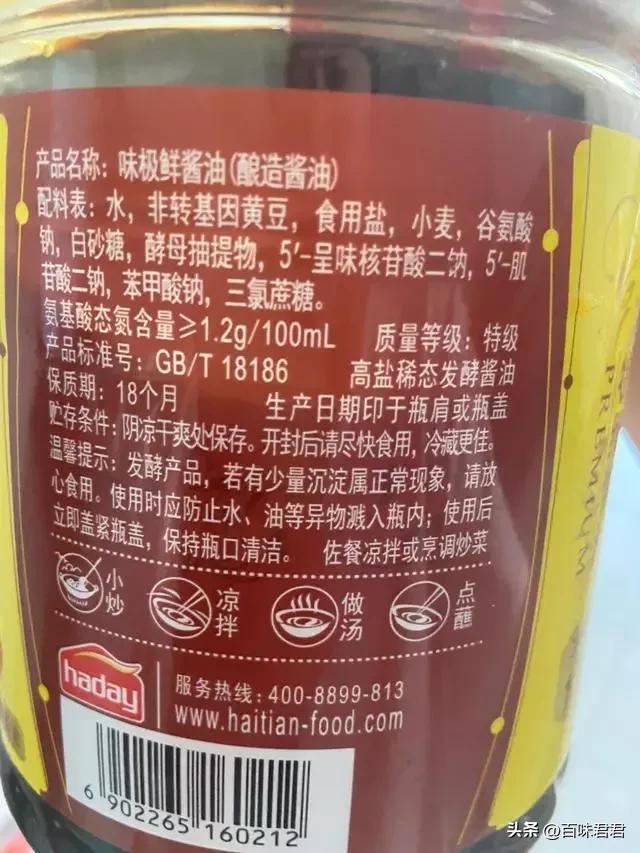 产品名称：味极鲜酱油(酿造酱油)
配料表：水，非转基因黄豆，食用盐，小麦，谷氨酸
钠，白砂糖，酵母抽提物，5′-呈味核苷酸二钠，5′-肌
苷酸二钠，苯甲酸钠，三氯蔗糖。
氨基酸态氮含量≥1.2g/100mL 质量等级：特级
产品标准号：GB/T 18186 高盐稀态发酵酱油
保质期：18个月 生产日期印于瓶肩或瓶盖
贮存条件：阴凉干爽处保存。开封后请尽快食用，冷藏更佳。
温馨提示：发酵产品，若有少量沉淀属正常现象，请放
心食用。使用时应防止水、油等异物溅入瓶内；使用后
立即盖紧瓶盖，保持瓶口清洁。 佐餐凉拌或烹调炒菜
小炒 凉拌 做汤 点蘸
haday
服务热线：400-8899-813
www.haitian-food.com
6 902265 160212
PREMIUM
头条 @百味君君